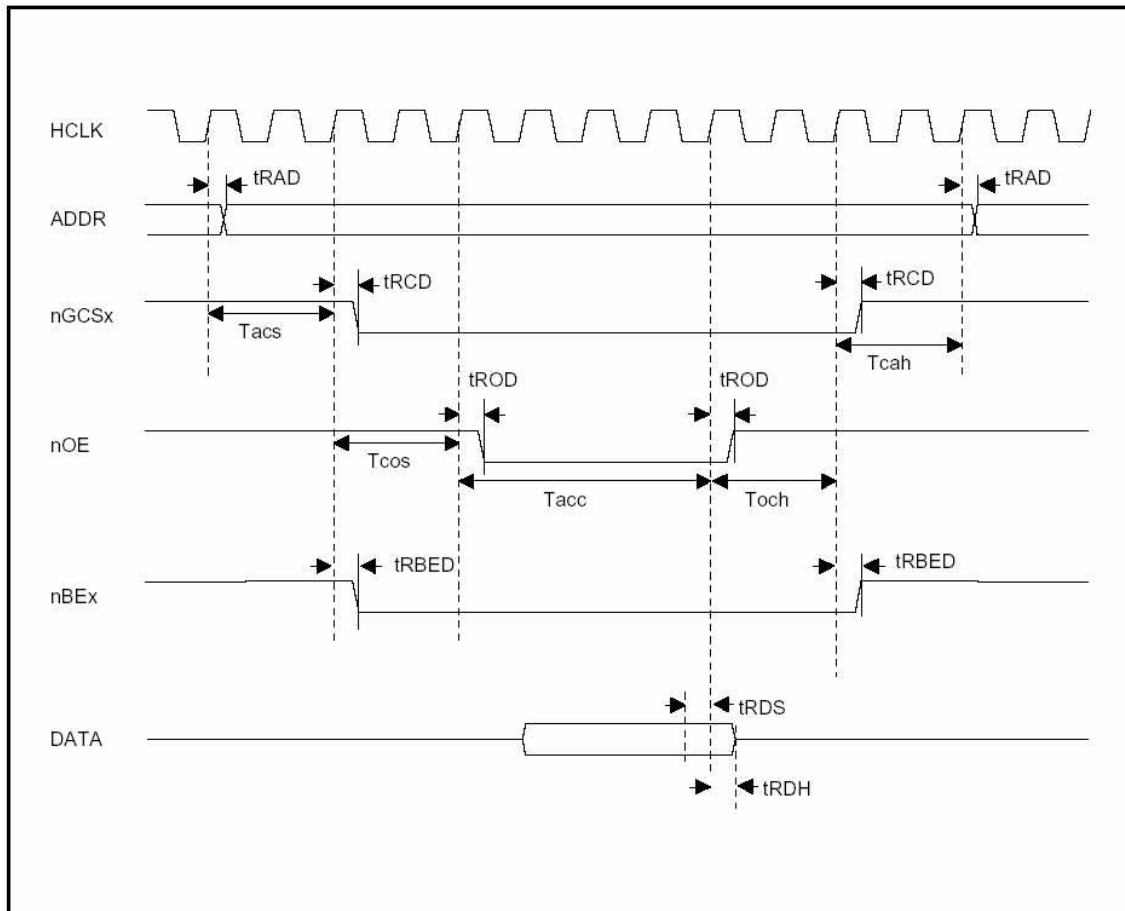 HCLK
tRAD tRAD
ADDR
tRCD tRCD
nGCSx
Tacs
Tcah
tROD tROD
nOE
Tcos
Tacc Toch
tRBED tRBED
nBEx
tRDS
DATA
tRDH